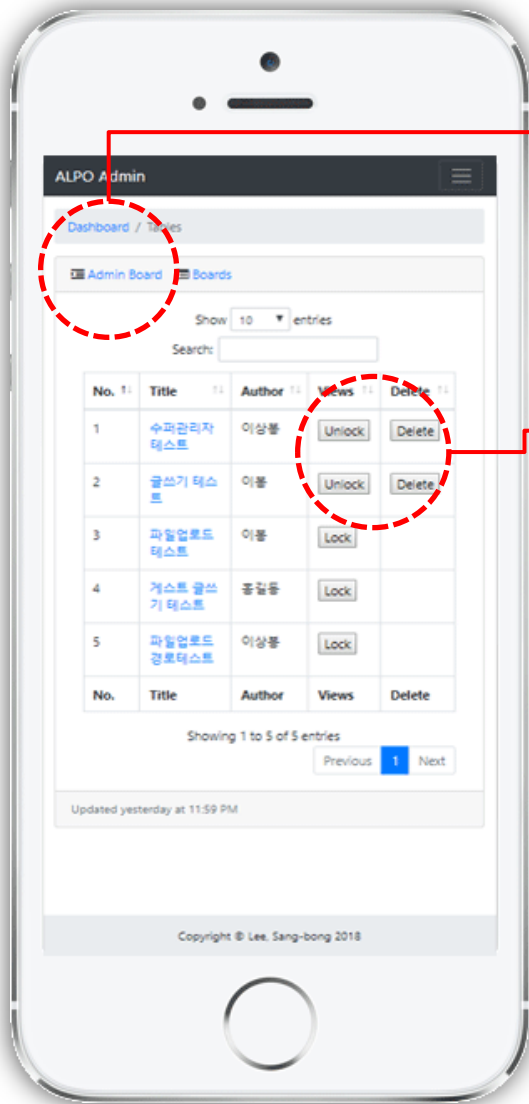 ALPO Admin
Dashboard / Tables
Admin Board Boards
Show 10 entries
Search:
No. Title Author Views Delete
1 수퍼관리자 이상봉 Unlock Delete
테스트
2 글쓰기 테스 이봉 Unlock Delete
트
3 파일업로드 이봉 Lock
테스트
4 게스트 글쓰 홍길동 Lock
기 테스트
5 파일업로드 이상봉 Lock
경로테스트
No. Title Author Views Delete
Showing 1 to 5 of 5 entries
Previous 1 Next
Updated yesterday at 11:59 PM
Copyright © Lee, Sang-bong 2018